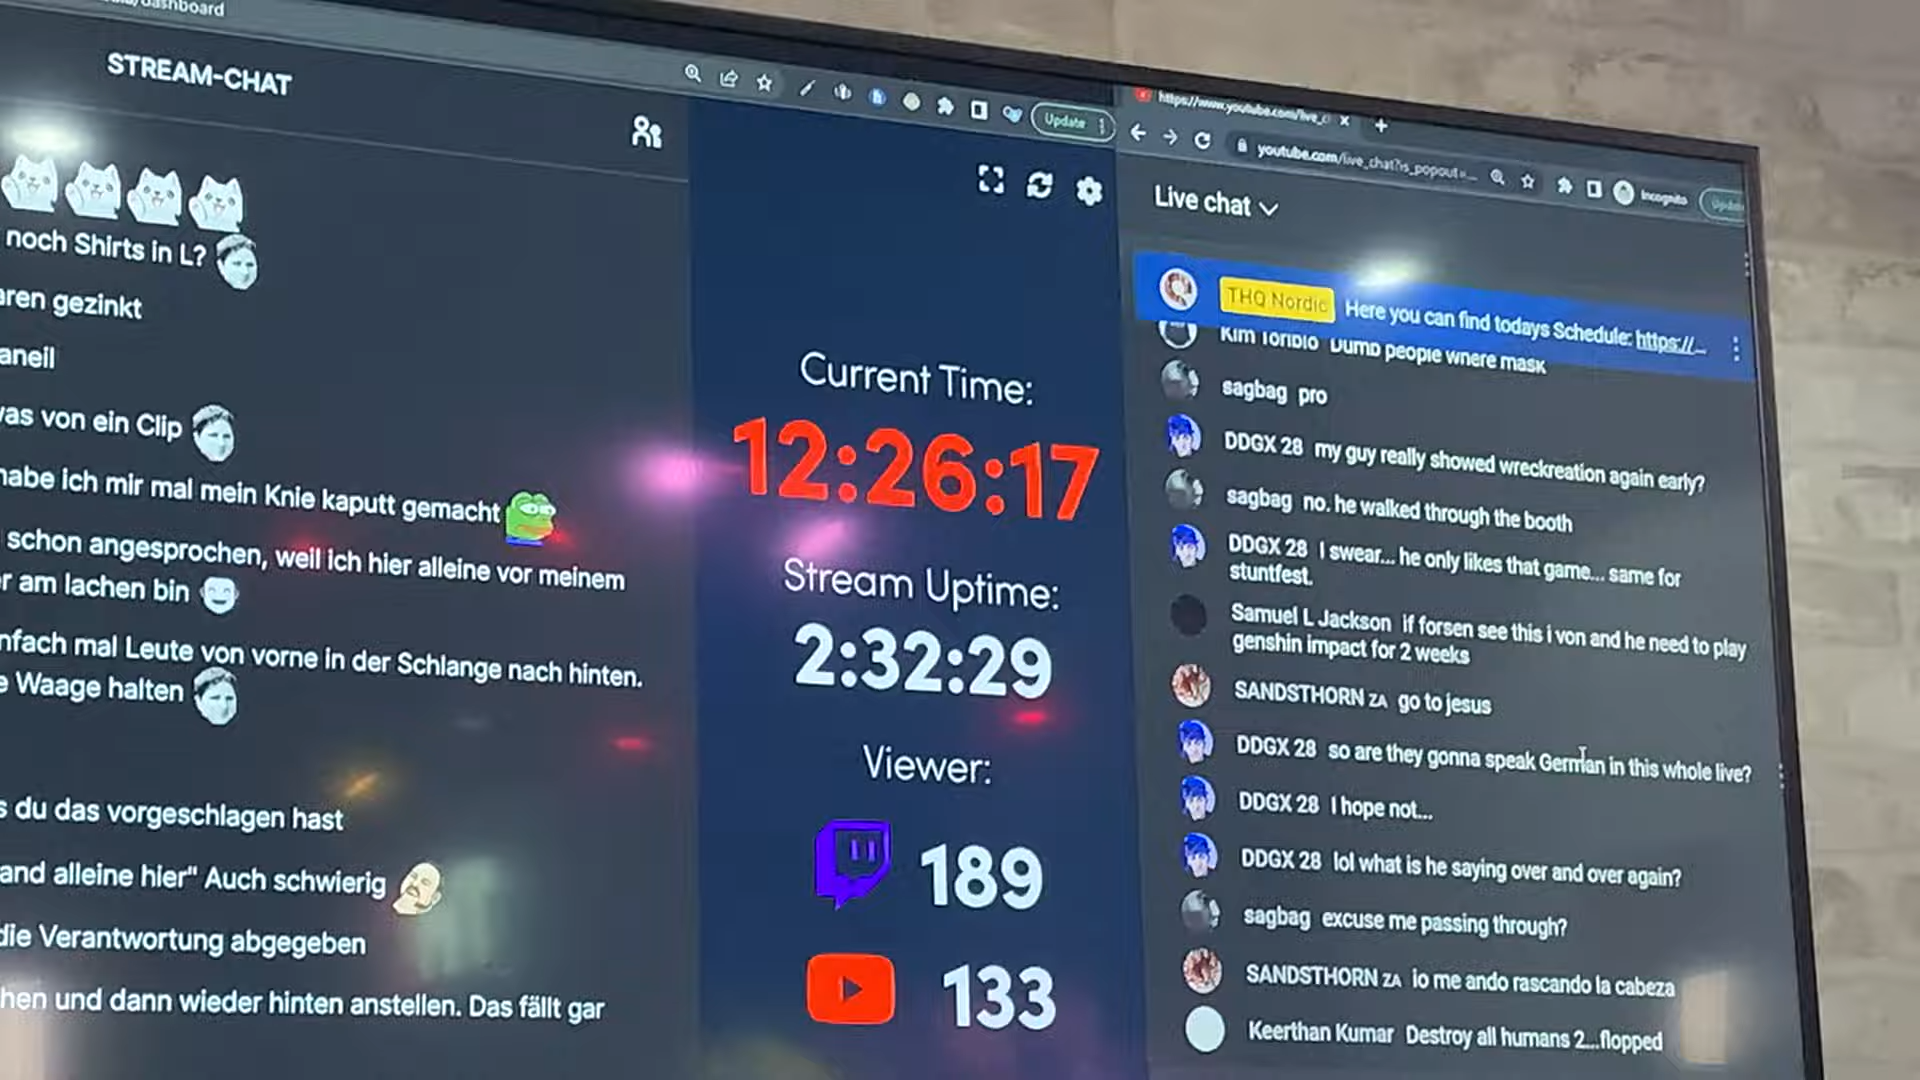 dashboard
STREAM-CHAT
noch Shirts in L?
gezinkt
was von ein Clip
habe ich mir mal mein Knie kaputt gemacht
schon angesprochen, weil ich hier alleine vor meinem
am lachen bin
mal Leute von vorne in der Schlange nach hinten.
Waage halten
du das vorgeschlagen hast
alleine hier" Auch schwierig
die Verantwortung abgegeben
und dann wieder hinten anstellen. Das fällt gar
Update
Current Time:
12:26:17
Stream Uptime:
2:32:29
Viewer:
189
133
https://www.youtube.com/live_c
youtube.com/live_chat?is_popout=...
Incognito
Live chat
THQ Nordic Here you can find todays Schedule: https://...
Kim Toribio Dumb people where mask
sagbag pro
DDGX 28 my guy really showed wreckreation again early?
sagbag no. he walked through the booth
DDGX 28 I swear... he only likes that game... same for
stuntfest.
Samuel L Jackson if forsen see this i von and he need to play
genshin impact for 2 weeks
SANDSTHORN ZA go to jesus
DDGX 28 so are they gonna speak German in this whole live?
DDGX 28 I hope not...
DDGX 28 lol what is he saying over and over again?
sagbag excuse me passing through?
SANDSTHORN ZA io me ando rascando la cabeza
Keerthan Kumar Destroy all humans 2...flopped